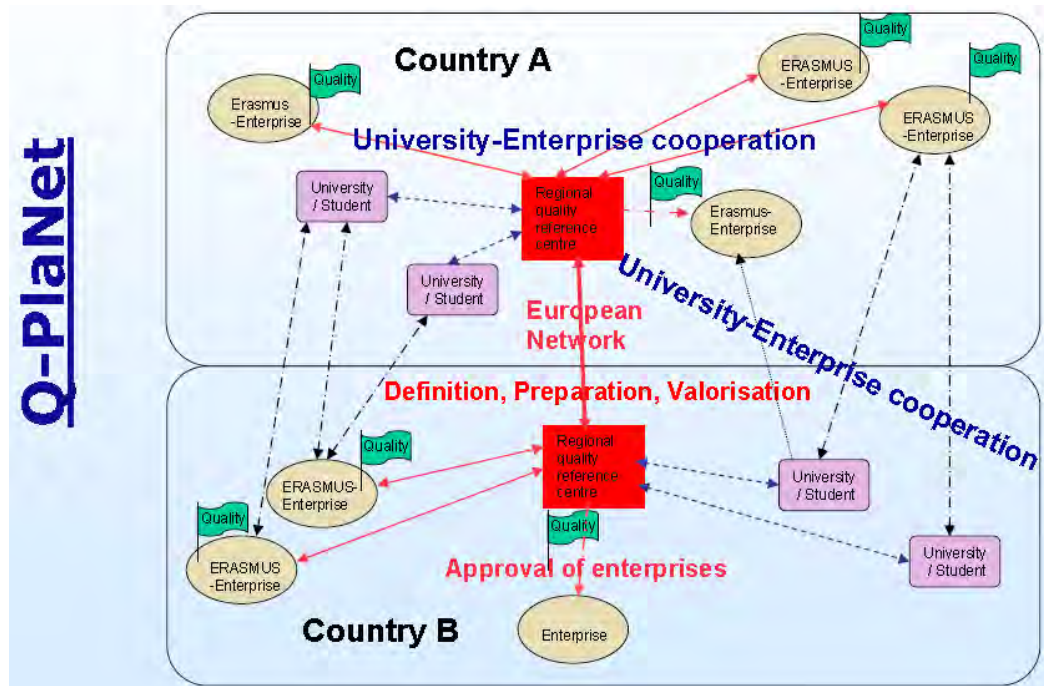 Q-PlaNet
Country A
Quality
Erasmus
-Enterprise
Quality
ERASMUS
-Enterprise
Quality
ERASMUS
-Enterprise
University-Enterprise cooperation
University
/ Student
Regional
quality
reference
centre
Quality
Erasmus-
Enterprise
University
/ Student
University-Enterprise cooperation
European
Network
Definition, Preparation, Valorisation
Regional
quality
reference
centre
Quality
ERASMUS-
Enterprise
University
/ Student
Quality
ERASMUS
-Enterprise
Quality
University
/ Student
Approval of enterprises
Country B
Enterprise